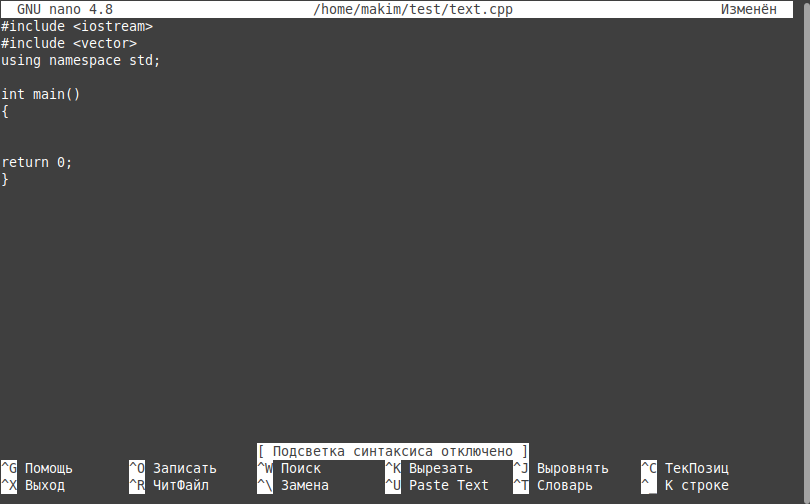 GNU nano 4.8 /home/makim/test/text.cpp Изменён
#include <iostream>
#include <vector>
using namespace std;
int main()
{
return 0;
}
[ Подсветка синтаксиса отключено ]
^G Помощь ^O Записать ^W Поиск ^K Вырезать ^J Выровнять ^C ТекПозиц
^X Выход ^R ЧитФайл ^\ Замена ^U Paste Text ^T Словарь ^_ К строке